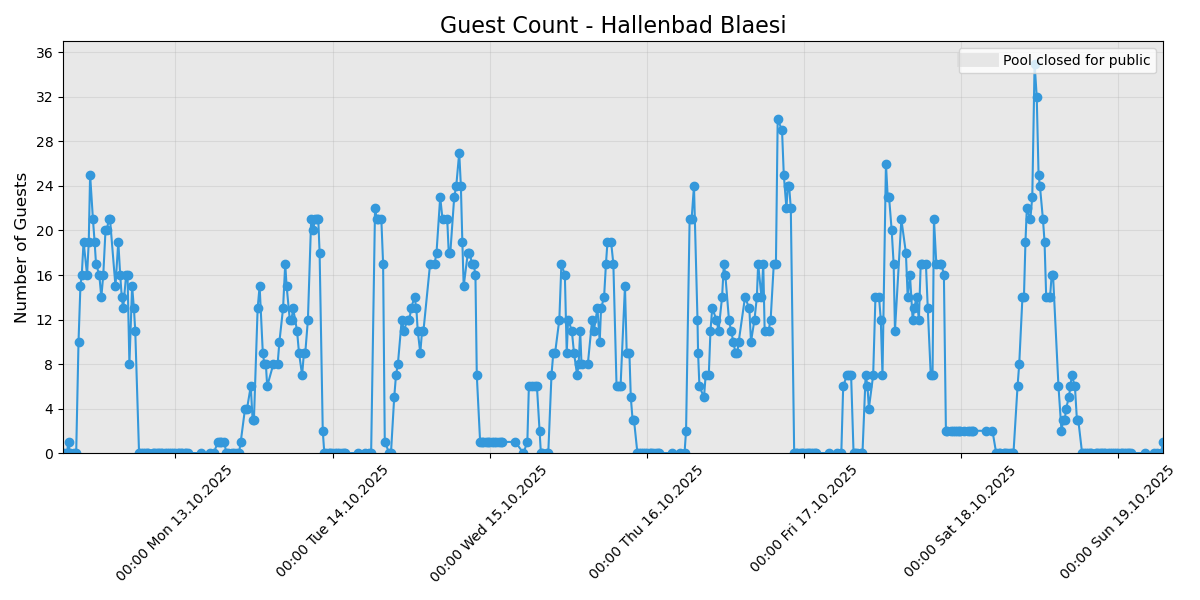 Guest Count - Hallenbad Blaesi
Pool closed for public
Number of Guests
36
32
28
24
20
16
12
8
4
0
00:00 Mon 13.10.2025
00:00 Tue 14.10.2025
00:00 Wed 15.10.2025
00:00 Thu 16.10.2025
00:00 Fri 17.10.2025
00:00 Sat 18.10.2025
00:00 Sun 19.10.2025